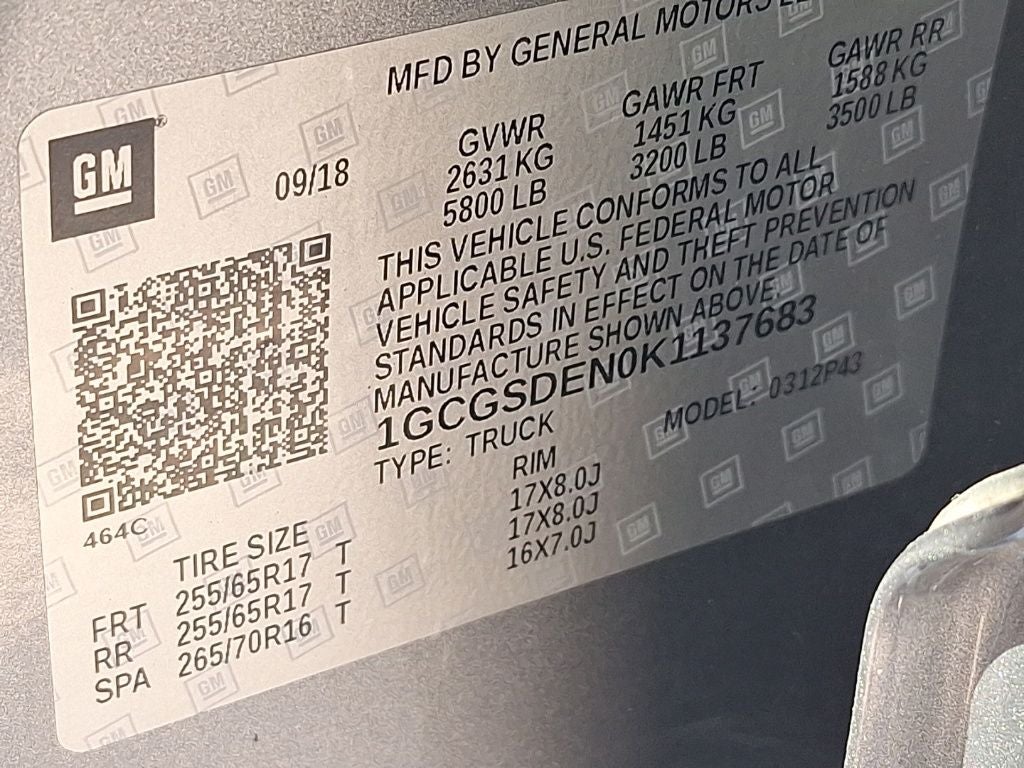 MFD BY GENERAL MOTORS
GM
09/18
GVWR
2631 KG
5800 LB
GAWR FRT
1451 KG
3200 LB
GAWR RR
1588 KG
3500 LB
THIS VEHICLE CONFORMS TO ALL
APPLICABLE U.S. FEDERAL MOTOR
VEHICLE SAFETY AND THEFT PREVENTION
STANDARDS IN EFFECT ON THE DATE OF
MANUFACTURE SHOWN ABOVE.
1GCGSDEN0K1137683
TYPE: TRUCK
MODEL: 0312P43
464C
TIRE SIZE RIM
FRT 255/65R17 T 17X8.0J
RR 255/65R17 T 17X8.0J
SPA 265/70R16 T 16X7.0J